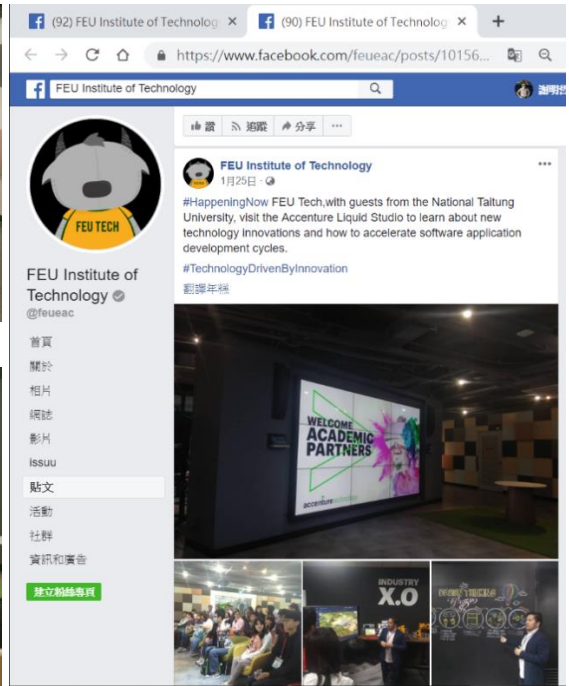 (92) FEU Institute of Technolog
(90) FEU Institute of Technolog
https://www.facebook.com/feueac/posts/10156...
FEU Institute of Technology
讚
追蹤
分享
FEU TECH
FEU Institute of Technology
1月25日
#HappeningNow FEU Tech,with guests from the National Taitung
University, visit the Accenture Liquid Studio to learn about new
technology innovations and how to accelerate software application
development cycles.
#TechnologyDrivenByInnovation
翻譯年糕
FEU Institute of
Technology
@feueac
首頁
關於
相片
網誌
影片
issuu
貼文
活動
社群
資訊和廣告
建立粉絲專頁
WELCOME
ACADEMIC
PARTNERS
accenture
INDUSTRY
X.O